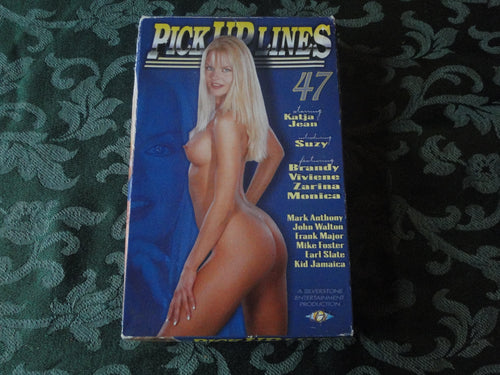 PICK UP LINES
47
starring
Katja
Jean
Suzy
featuring
Brandy
Viviene
Zarina
Monica
Mark Anthony
John Walton
Frank Major
Mike Foster
Earl Slate
Kid Jamaica
A SILVERSTONE
ENTERTAINMENT
PRODUCTION